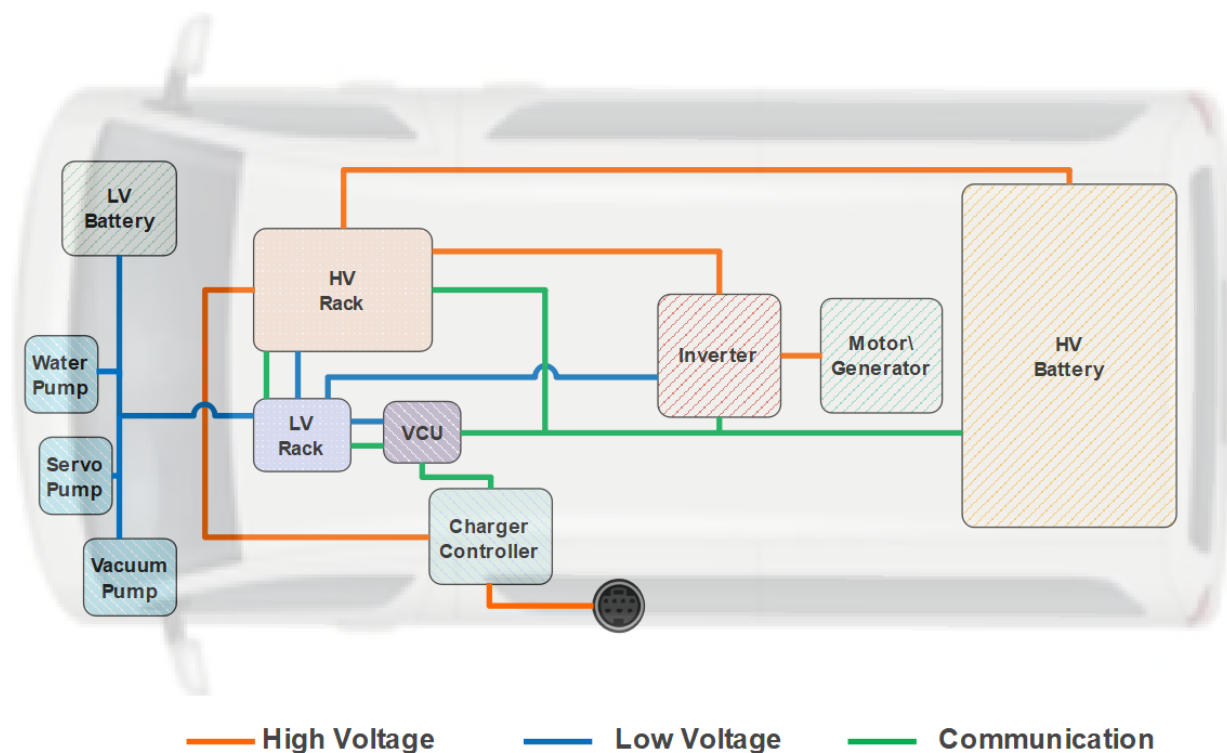 LV
Battery
HV
Rack
Water
Pump
Inverter
Motor\
Generator
HV
Battery
LV
Rack
VCU
Servo
Pump
Charger
Controller
Vacuum
Pump
High Voltage
Low Voltage
Communication